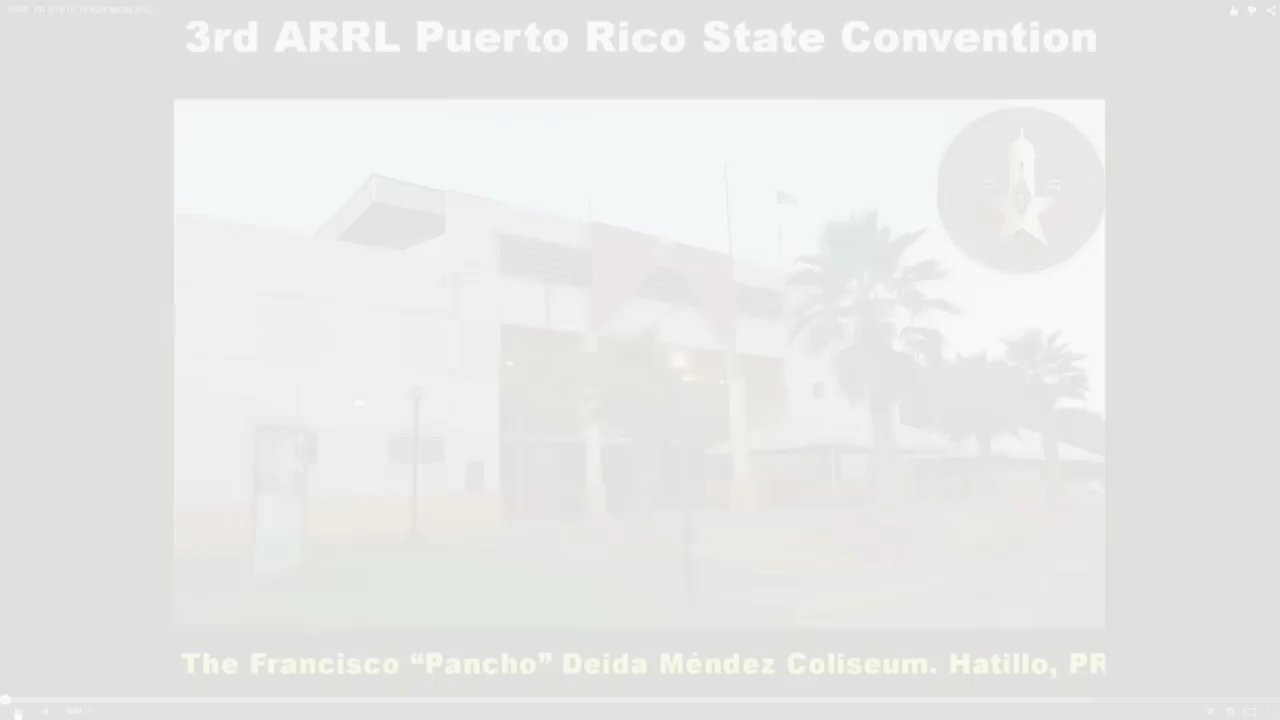 3rd ARRL Puerto Rico State Convention
The Francisco “Pancho” Deida Méndez Coliseum. Hatillo, PR